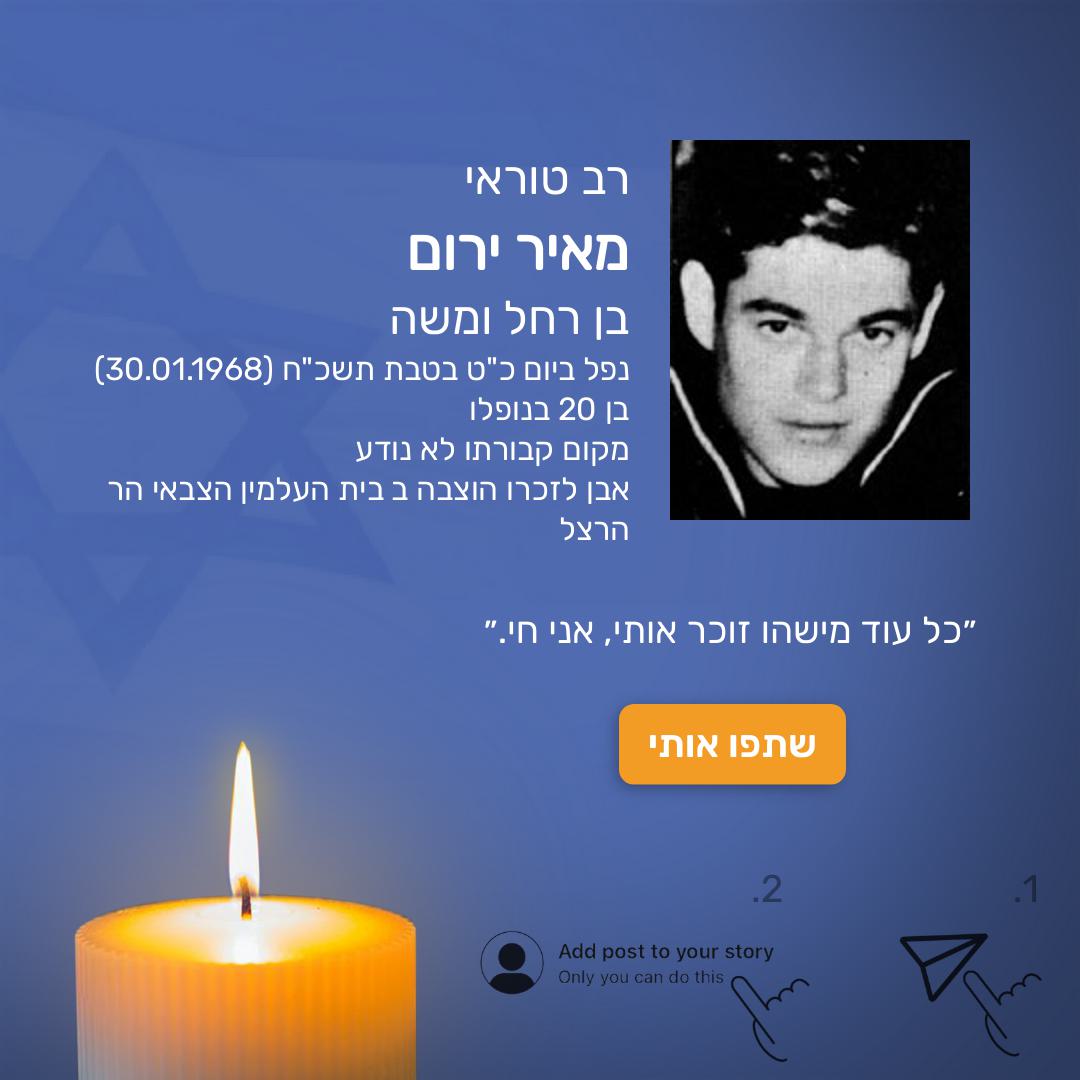 רב טוראי
מאיר ירום
בן רחל ומשה
נפל ביום כ"ט בטבת תשכ"ח (30.01.1968)
בן 20 בנופלו
מקום קבורתו לא נודע
אבן לזכרו הוצבה ב בית העלמין הצבאי הר
הרצל
״כל עוד מישהו זוכר אותי, אני חי.״
שתפו אותי
1.
2.
Add post to your story
Only you can do this